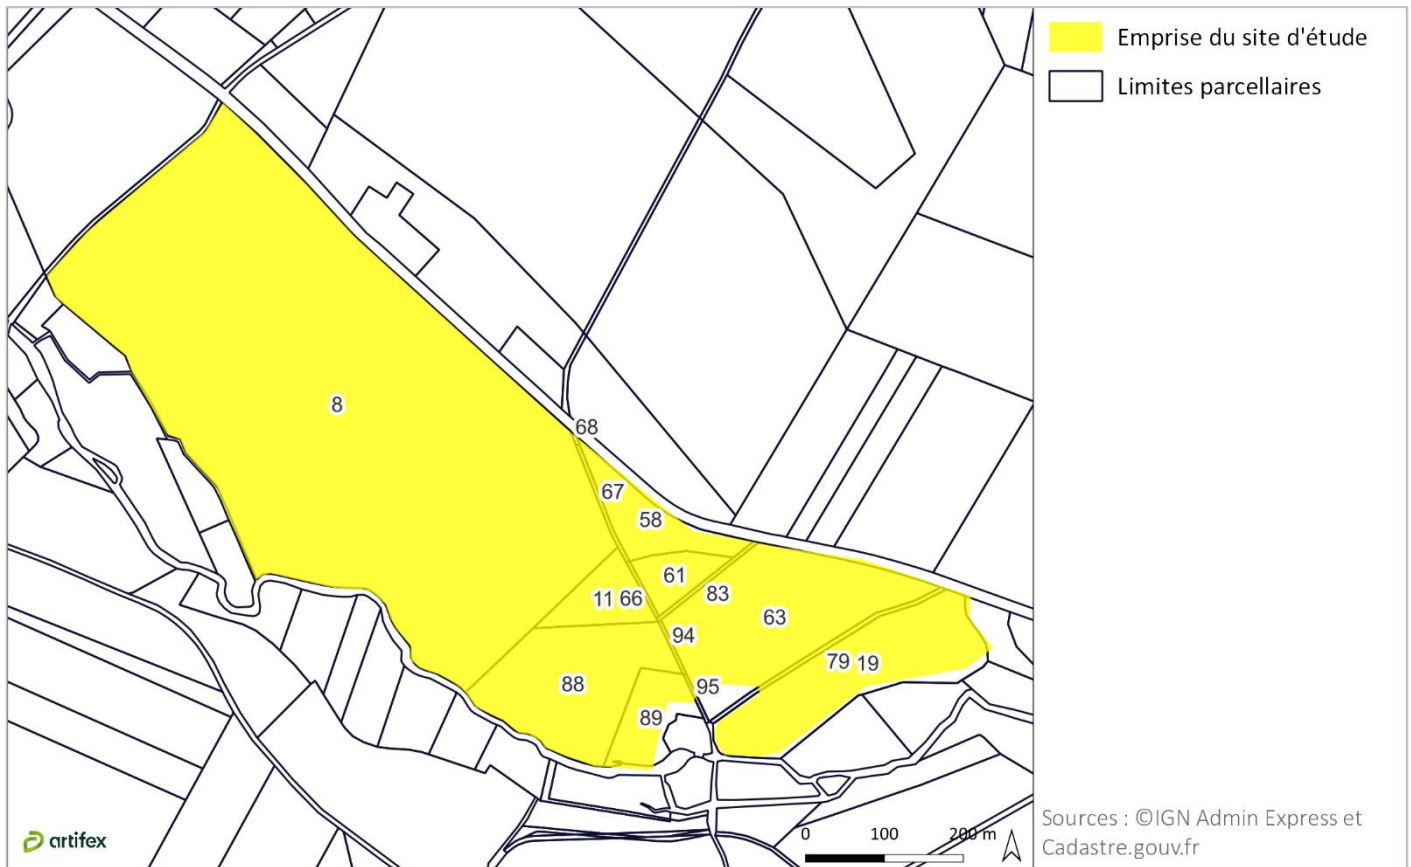 Emprise du site d'étude
Limites parcellaires
8
68
67
58
61
11 66
83
63
94
79 19
88
95
89
artifex
0 100 200 m
Sources : ©IGN Admin Express et
Cadastre.gouv.fr